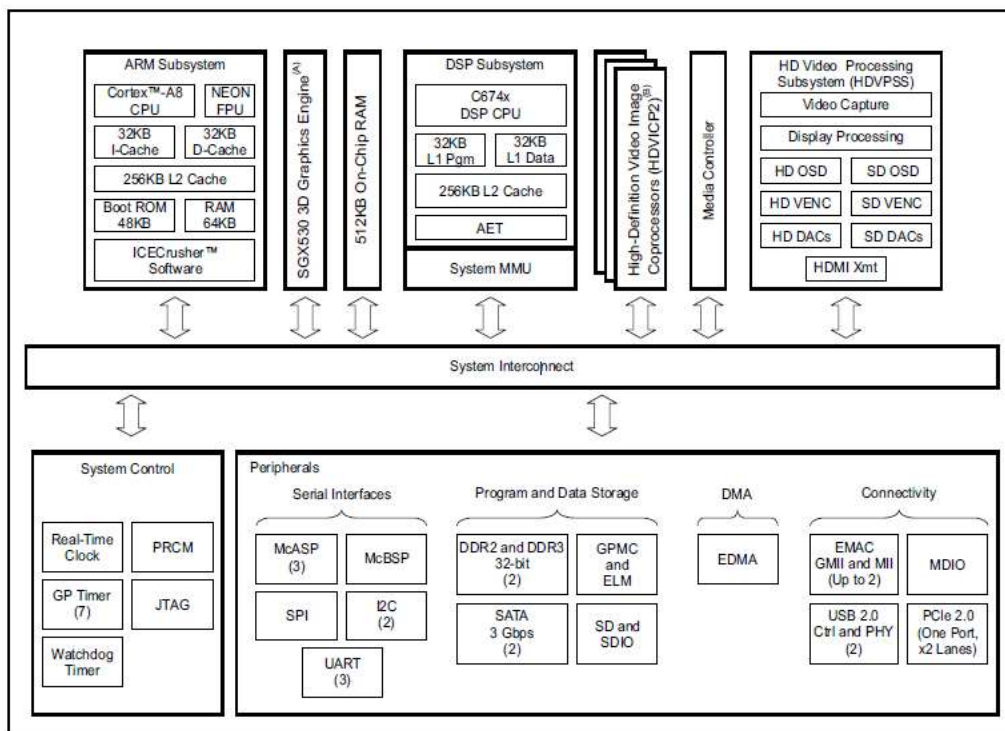 ARM Subsystem
Cortex™-A8
CPU
NEON
FPU
32KB
I-Cache
32KB
D-Cache
256KB L2 Cache
Boot ROM
48KB
RAM
64KB
ICECrusher™
Software
SGX530 3D Graphics Engine(A)
512KB On-Chip RAM
DSP Subsystem
C674x
DSP CPU
32KB
L1 Pgm
32KB
L1 Data
256KB L2 Cache
AET
System MMU
High-Definition Video Image
Coprocessors (HDVICP2)(B)
Media Controller
HD Video Processing
Subsystem (HDVPSS)
Video Capture
Display Processing
HD OSD
SD OSD
HD VENC
SD VENC
HD DACs
SD DACs
HDMI Xmt
System Interconnect
System Control
Real-Time
Clock
PRCM
GP Timer
(7)
JTAG
Watchdog
Timer
Peripherals
Serial Interfaces
McASP
(3)
McBSP
SPI
I2C
(2)
UART
(3)
Program and Data Storage
DDR2 and DDR3
32-bit
(2)
GPMC
and
ELM
SATA
3 Gbps
(2)
SD and
SDIO
DMA
EDMA
Connectivity
EMAC
GMII and MII
(Up to 2)
MDIO
USB 2.0
Ctrl and PHY
(2)
PCIe 2.0
(One Port,
x2 Lanes)